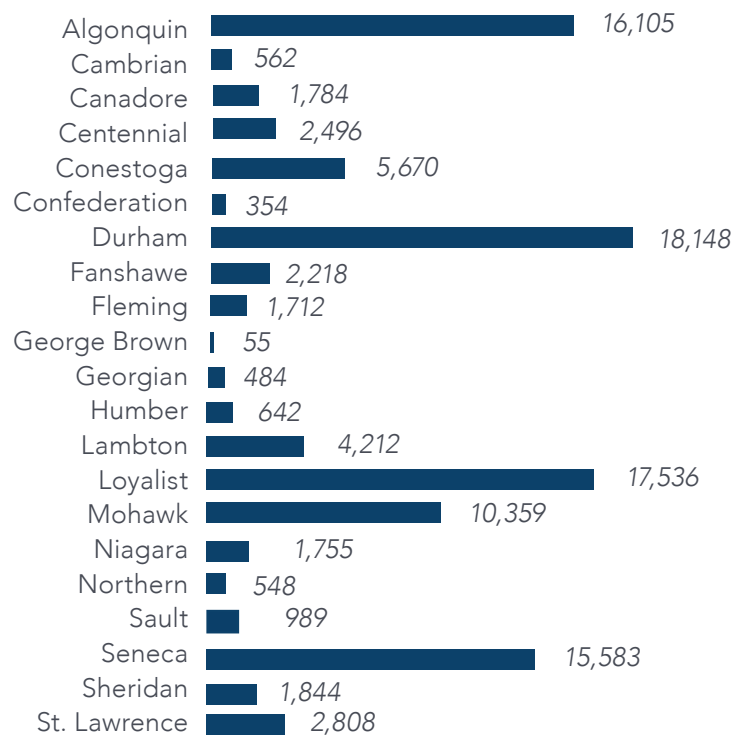 Algonquin 16,105
Cambrian 562
Canadore 1,784
Centennial 2,496
Conestoga 5,670
Confederation 354
Durham 18,148
Fanshawe 2,218
Fleming 1,712
George Brown 55
Georgian 484
Humber 642
Lambton 4,212
Loyalist 17,536
Mohawk 10,359
Niagara 1,755
Northern 548
Sault 989
Seneca 15,583
Sheridan 1,844
St. Lawrence 2,808